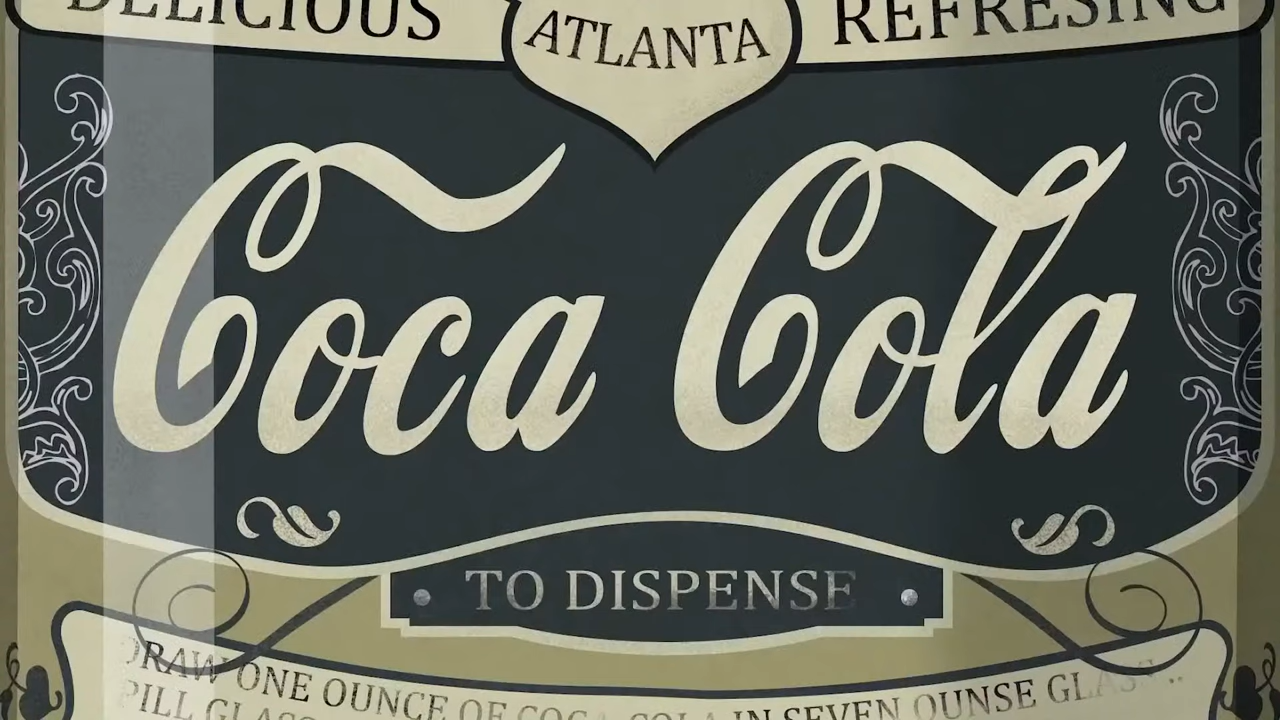 DELICIOUS ATLANTA REFRESING
Coca Cola
TO DISPENSE
DRAW ONE OUNCE OF COCA COLA IN SEVEN OUNSE GLASS..